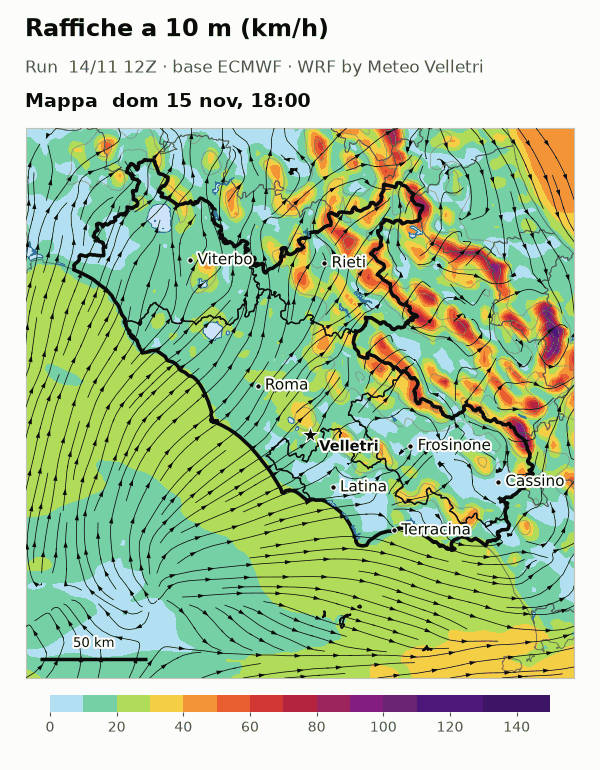 Raffiche a 10 m (km/h)
Run  14/11 12Z · base ECMWF · WRF by Meteo Velletri
Mappa  dom 15 nov, 18:00
Viterbo
Rieti
Roma
Velletri
Frosinone
Latina
Cassino
Terracina
50 km
0 20 40 60 80 100 120 140